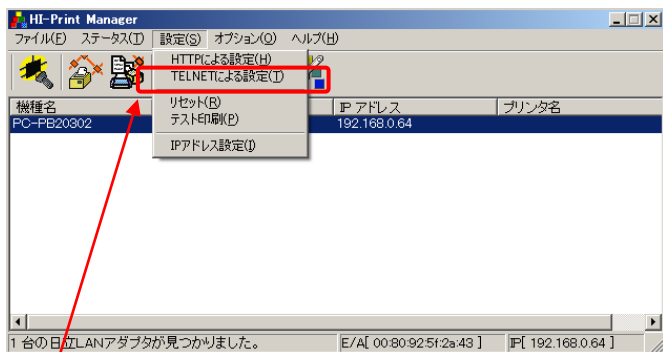 HI-Print Manager
ファイル(F) ステータス(T) 設定(S) オプション(O) ヘルプ(H)
HTTPによる設定(H)
TELNETによる設定(T)
リセット(R)
テスト印刷(P)
IPアドレス設定(I)
機種名 IP アドレス プリンタ名
PC-PB20302 192.168.0.64
1 台の日立LANアダプタが見つかりました。 E/A[ 00:80:92:5f:2a:43 ] IP[ 192.168.0.64 ]